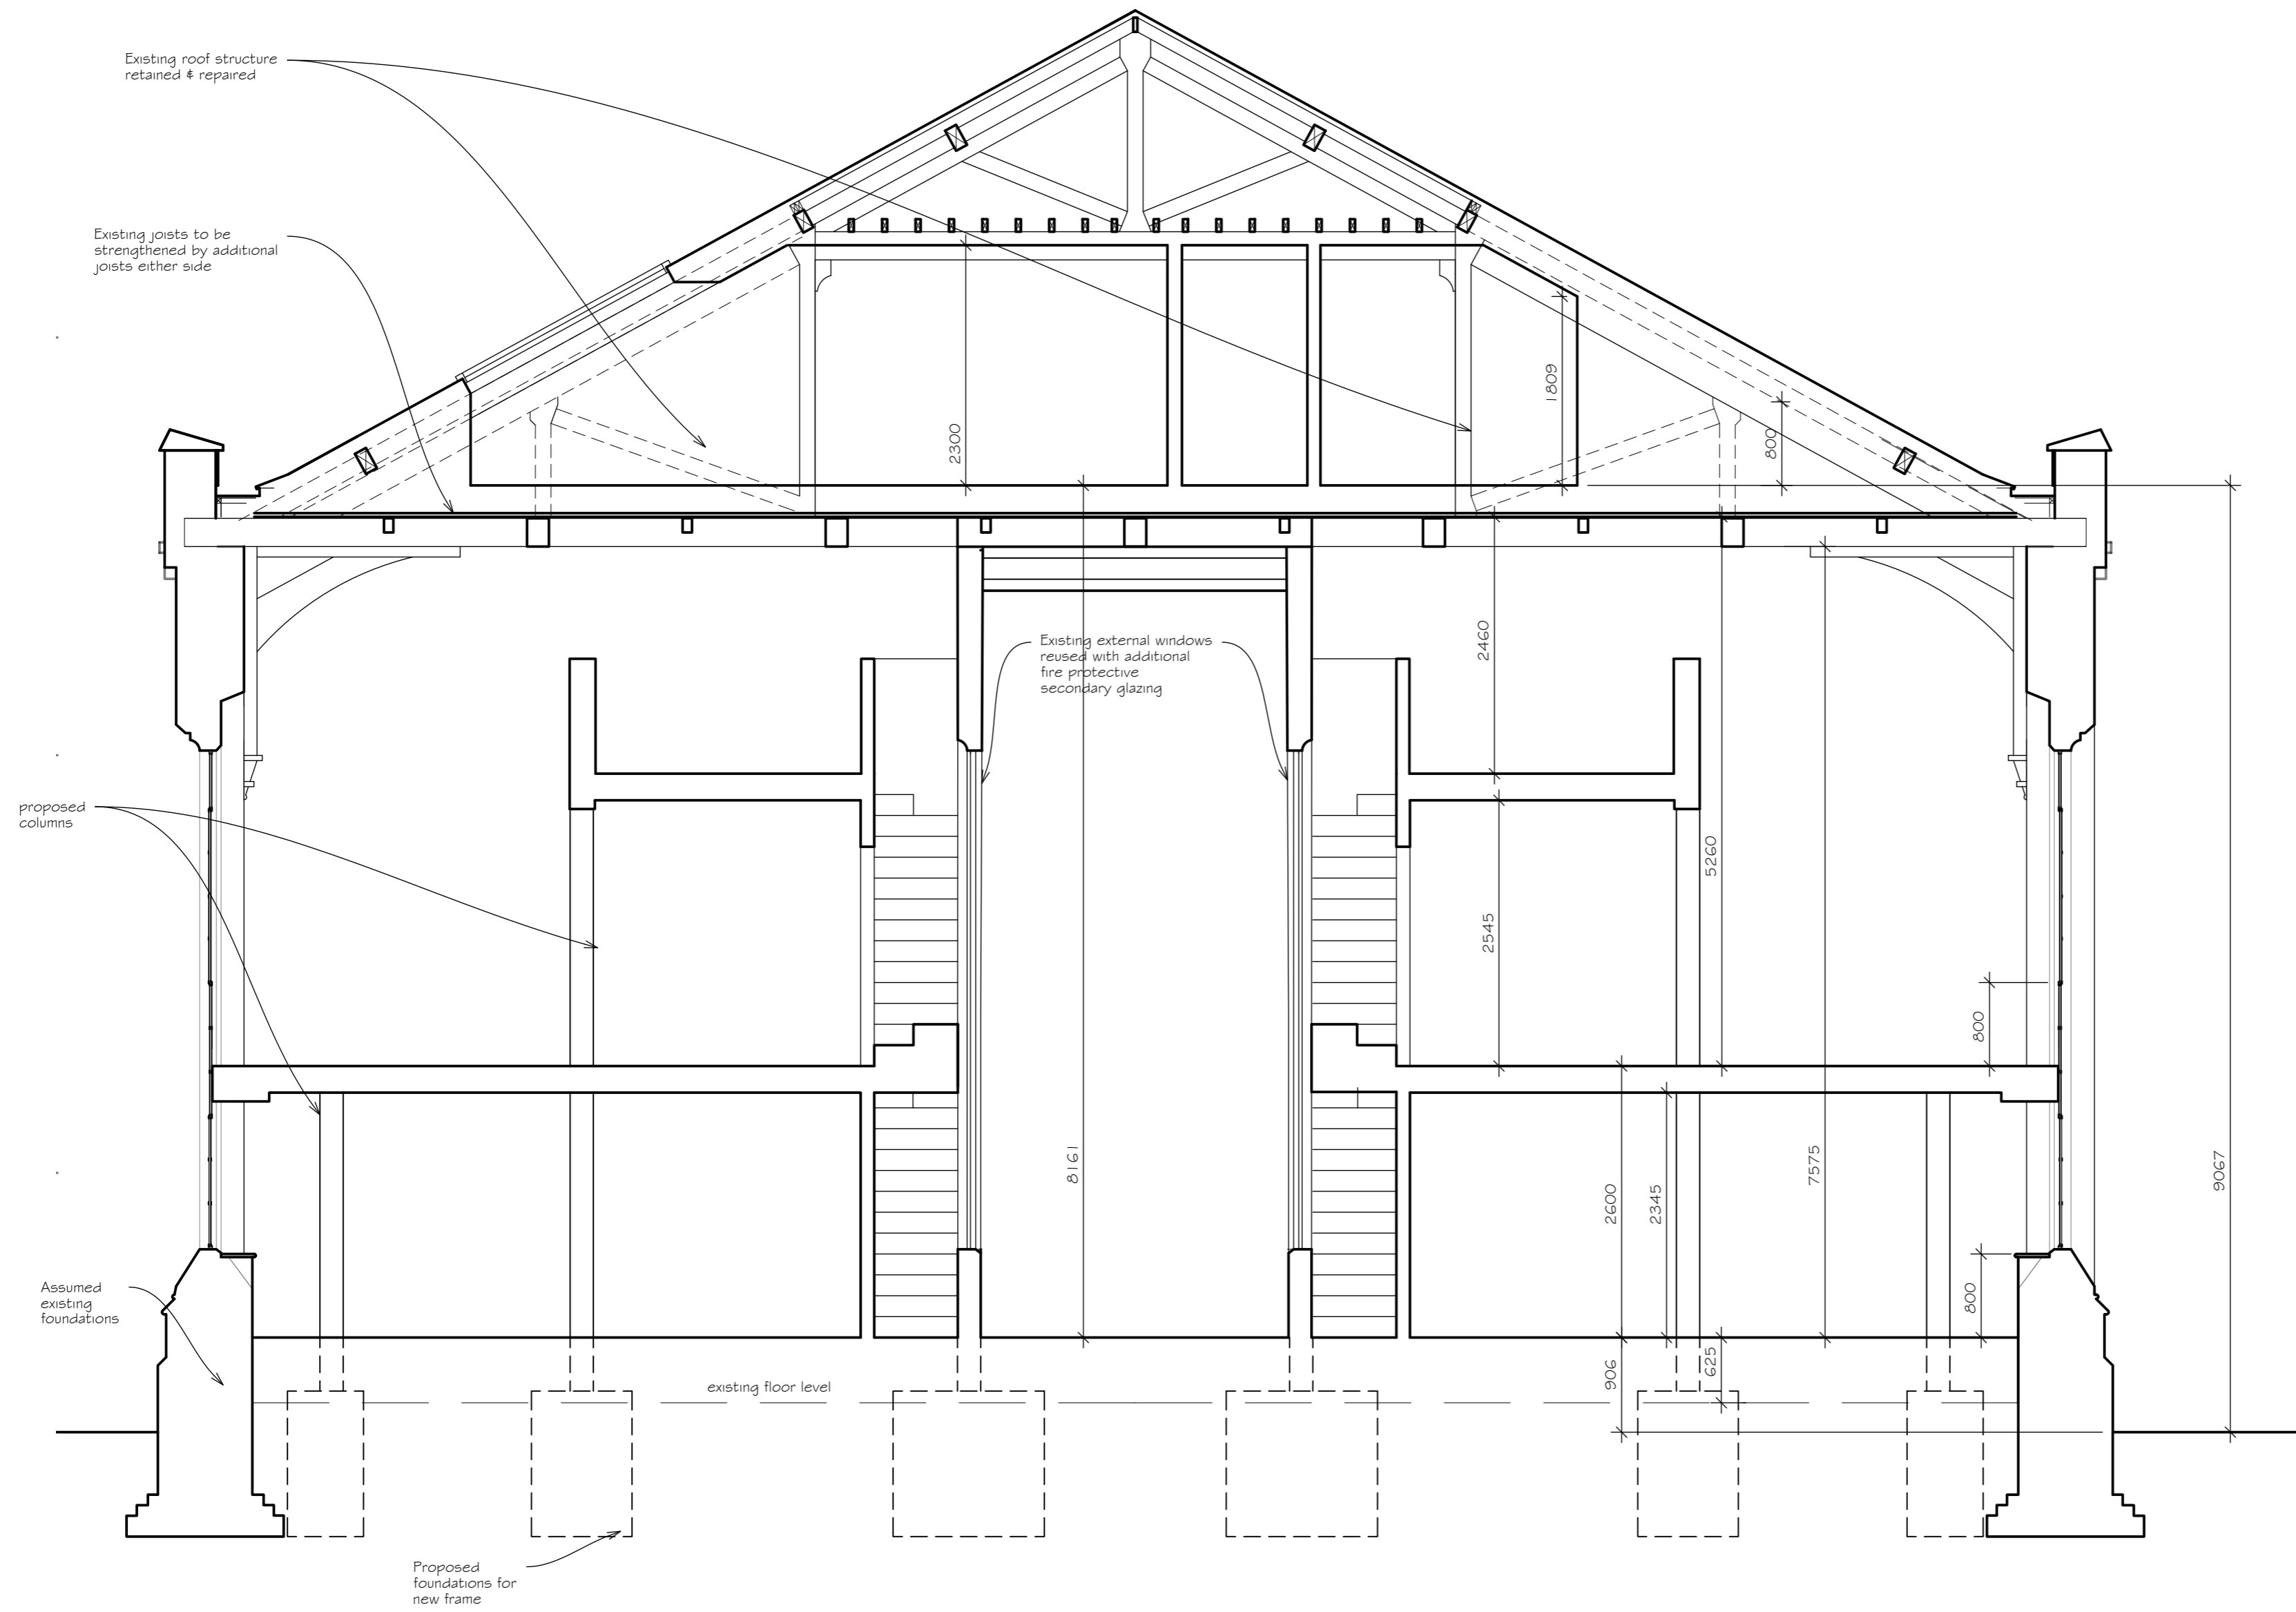 Existing roof structure
retained & repaired
Existing joists to be
strengthened by additional
joists either side
2300
1809
800
Existing external windows
reused with additional
fire protective
secondary glazing
2460
proposed
columns
5260
2545
800
8161
7575
9067
2600
2345
Assumed
existing
foundations
800
906
625
existing floor level
Proposed
foundations for
new frame